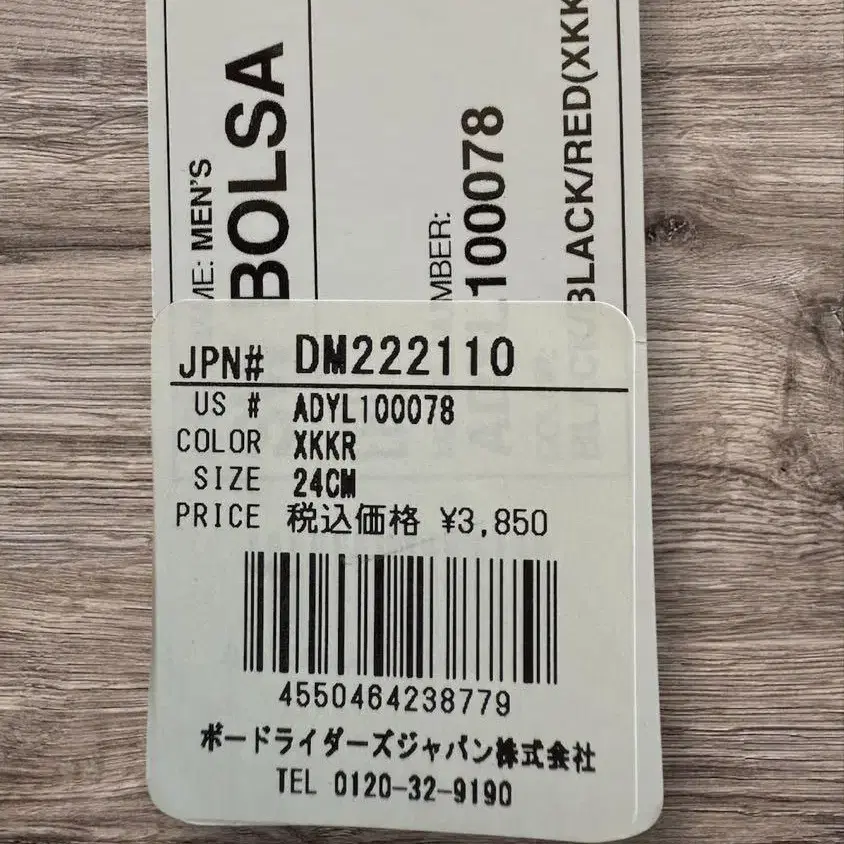 MEN'S
BOLSA
100078
BLACK/RED(XKK
JPN# DM222110
US # ADYL100078
COLOR XKKR
SIZE 24CM
PRICE 税込価格 ¥3,850
4550464238779
ボードライダーズジャパン株式会社
TEL 0120-32-9190